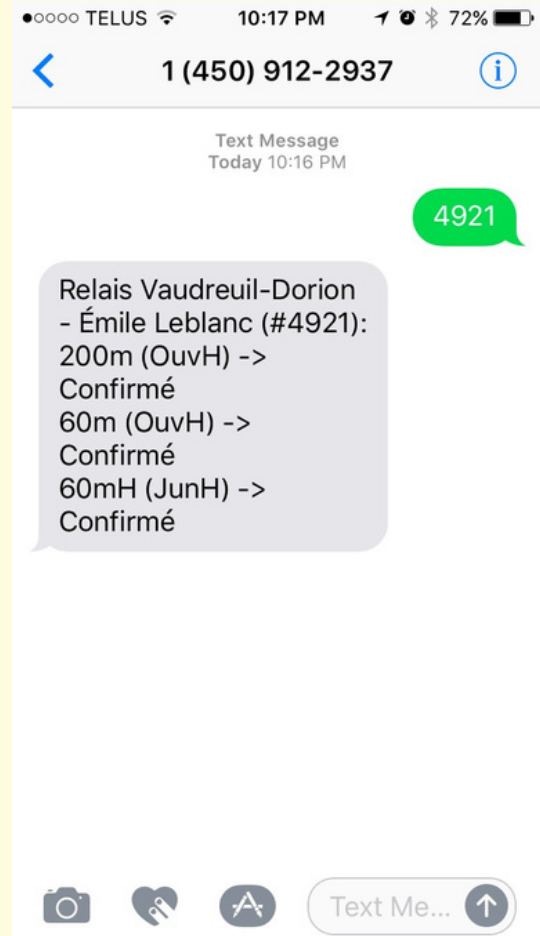 ●○○○○ TELUS 10:17 PM 72%
1 (450) 912-2937
Text Message
Today 10:16 PM
4921
Relais Vaudreuil-Dorion
- Émile Leblanc (#4921):
200m (OuvH) ->
Confirmé
60m (OuvH) ->
Confirmé
60mH (JunH) ->
Confirmé
Text Me...